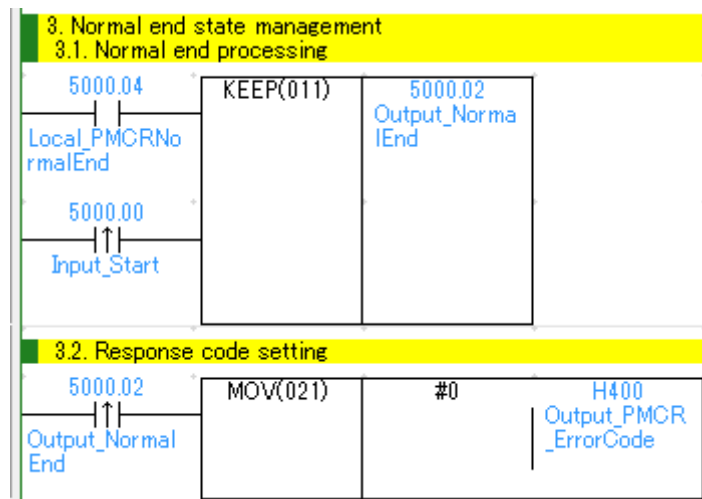 3. Normal end state management
3.1. Normal end processing
5000.04
KEEP(011)
5000.02
Output_Norma
lEnd
Local_PMCRNo
rmalEnd
5000.00
Input_Start
3.2. Response code setting
5000.02
MOV(021)
#0
H400
Output_PMCR
_ErrorCode
Output_Normal
End